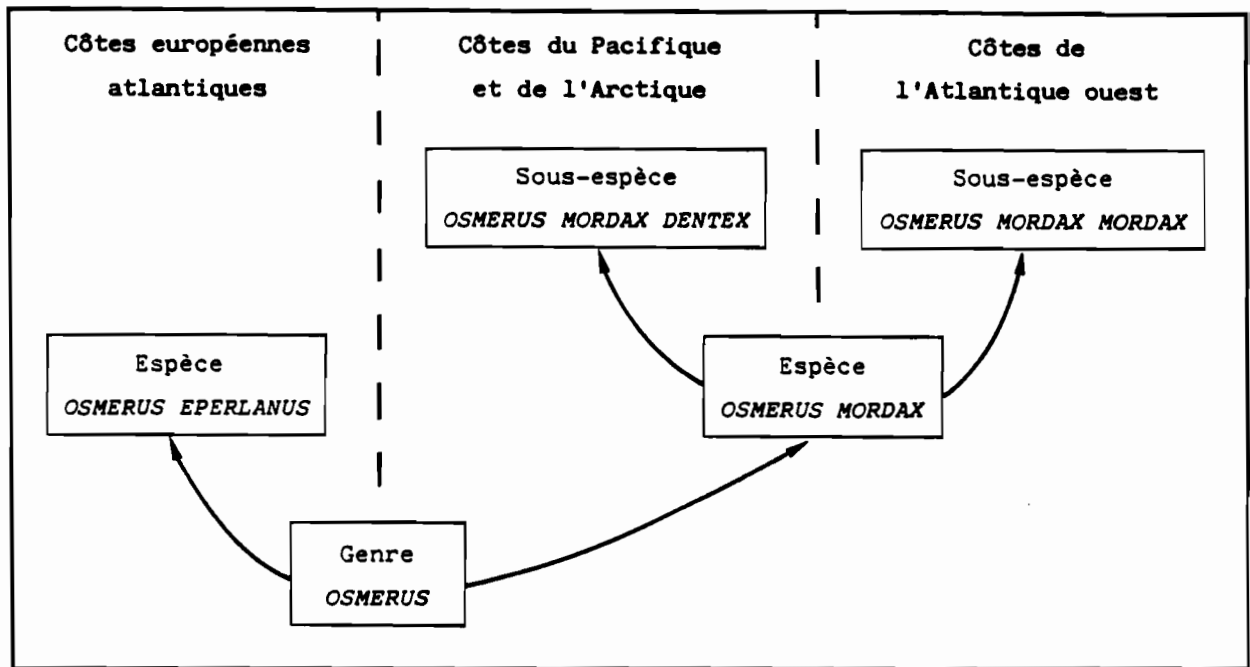 Côtes européennes
atlantiques
Côtes du Pacifique
et de l'Arctique
Côtes de
l'Atlantique ouest
Sous-espèce
OSMERUS MORDAX DENTEX
Sous-espèce
OSMERUS MORDAX MORDAX
Espèce
OSMERUS EPERLANUS
Espèce
OSMERUS MORDAX
Genre
OSMERUS